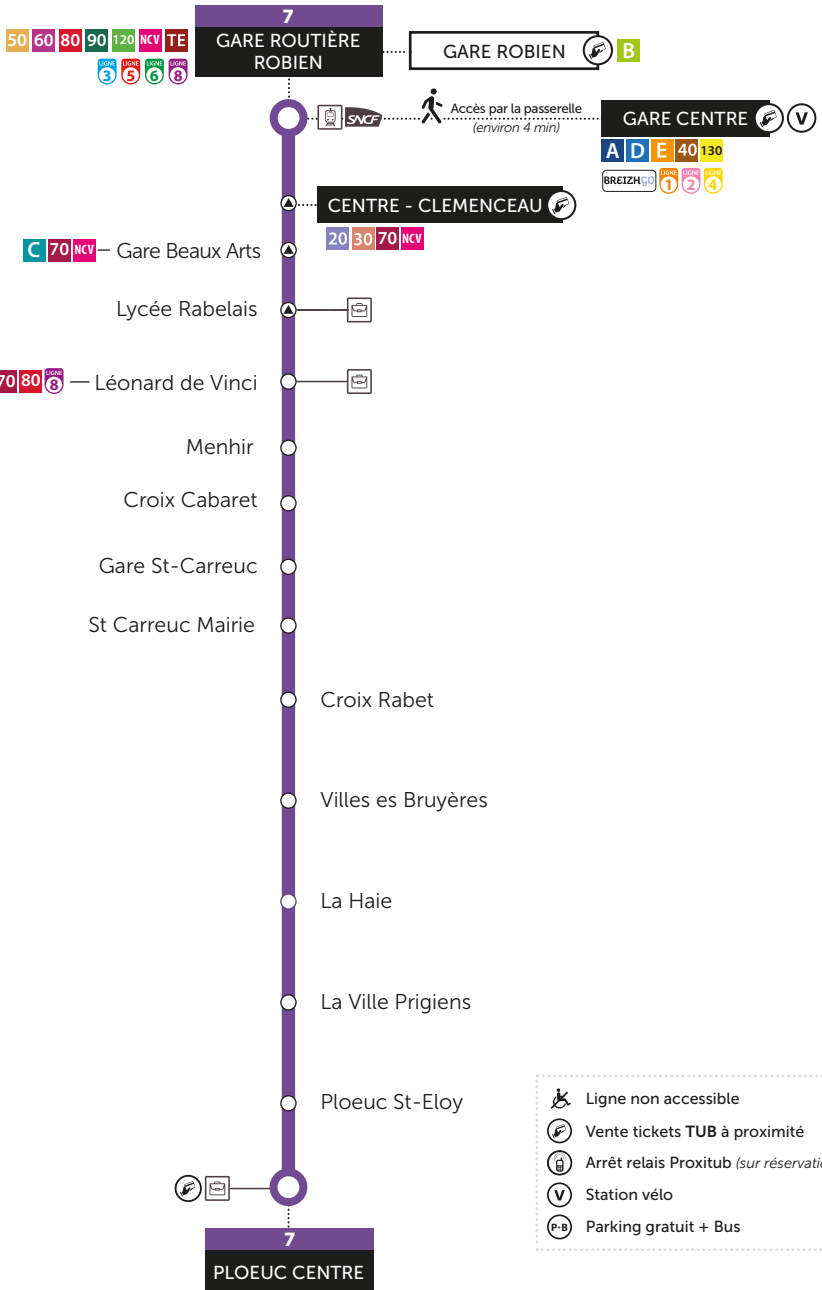 7
GARE ROUTIÈRE
ROBIEN
50 60 80 90 120 NCV TE
LIGNE 3 LIGNE 5 LIGNE 6 LIGNE 8
GARE ROBIEN B
SNCF
Accès par la passerelle
(environ 4 min)
GARE CENTRE V
A D E 40 130
BREIZHGO LIGNE 1 LIGNE 2 LIGNE 4
CENTRE - CLEMENCEAU
20 30 70 NCV
C 70 NCV Gare Beaux Arts
Lycée Rabelais
70 80 LIGNE 8 Léonard de Vinci
Menhir
Croix Cabaret
Gare St-Carreuc
St Carreuc Mairie
Croix Rabet
Villes es Bruyères
La Haie
La Ville Prigiens
Ploeuc St-Eloy
7
PLOEUC CENTRE
Ligne non accessible
Vente tickets TUB à proximité
Arrêt relais Proxitub (sur réservatio
V Station vélo
P+B Parking gratuit + Bus